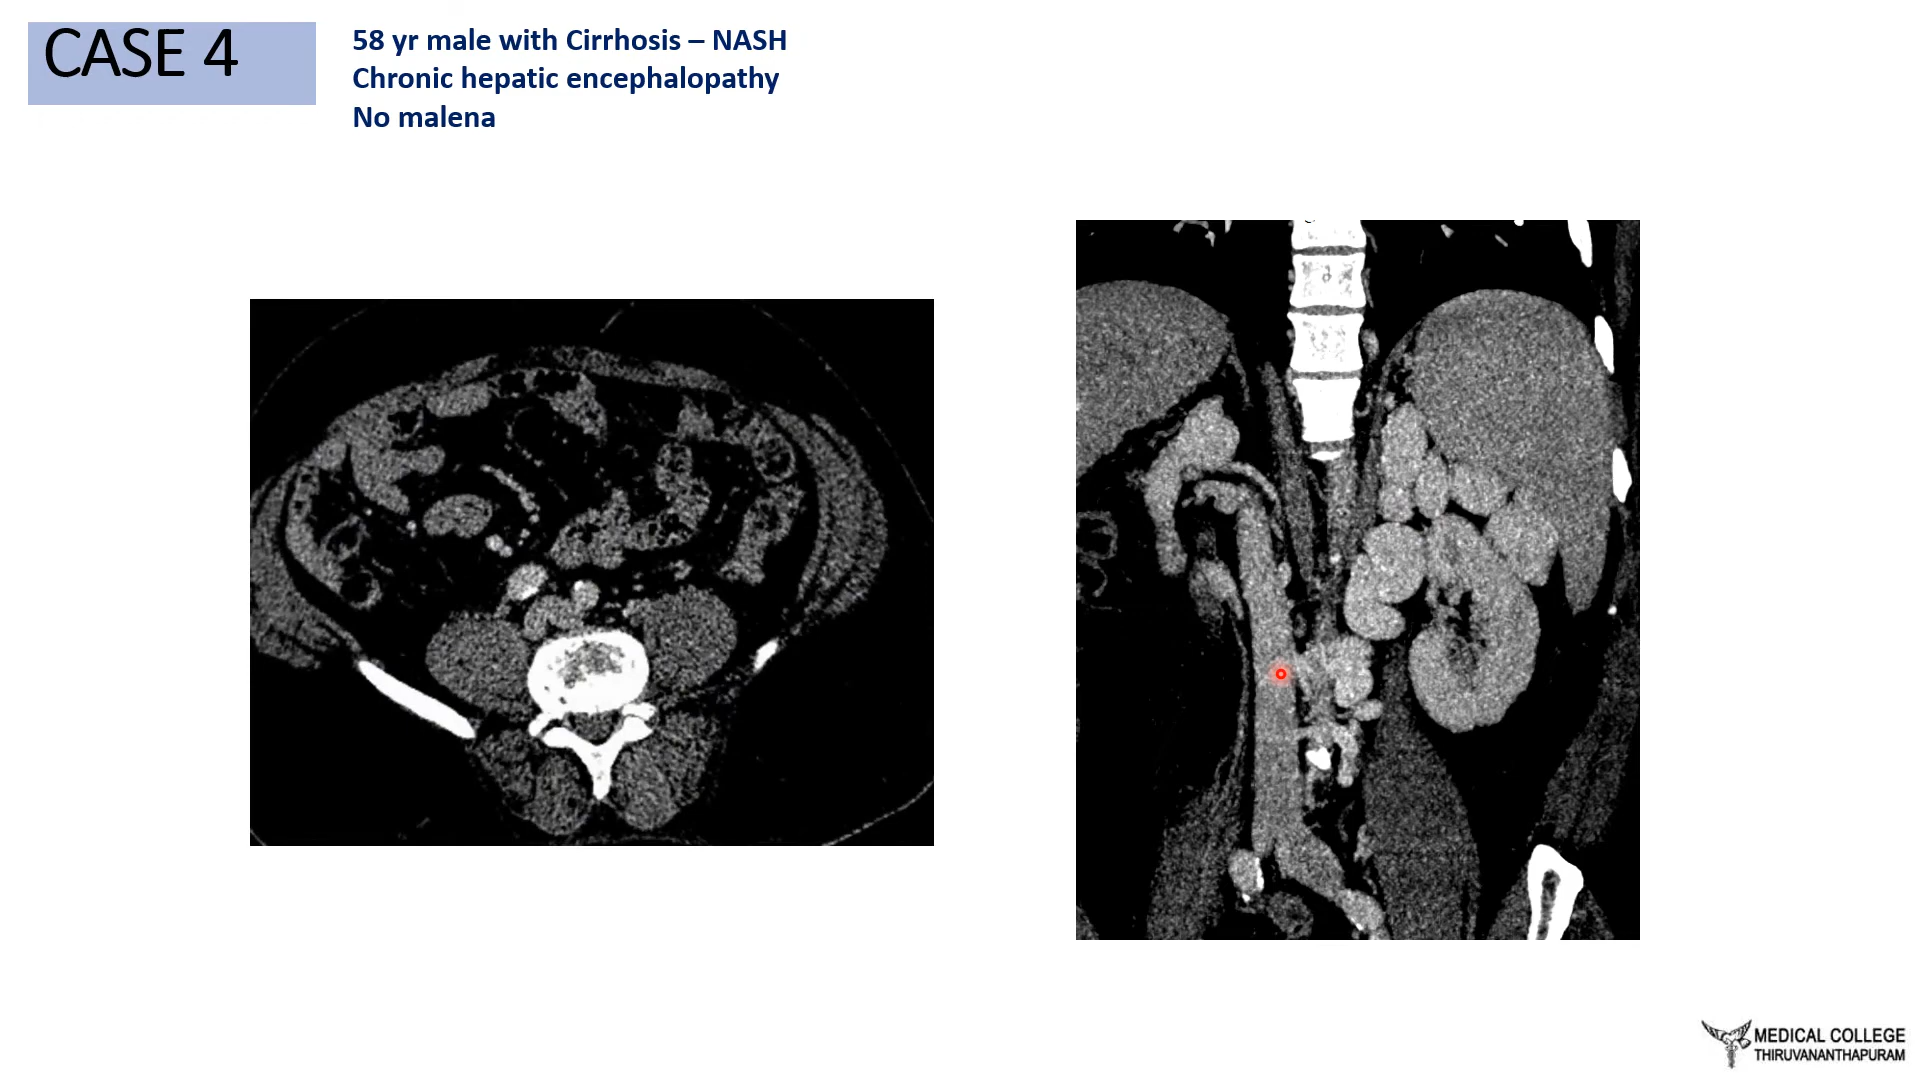 CASE 4
58 yr male with Cirrhosis – NASH
Chronic hepatic encephalopathy
No malena
MEDICAL COLLEGE
THIRUVANANTHAPURAM